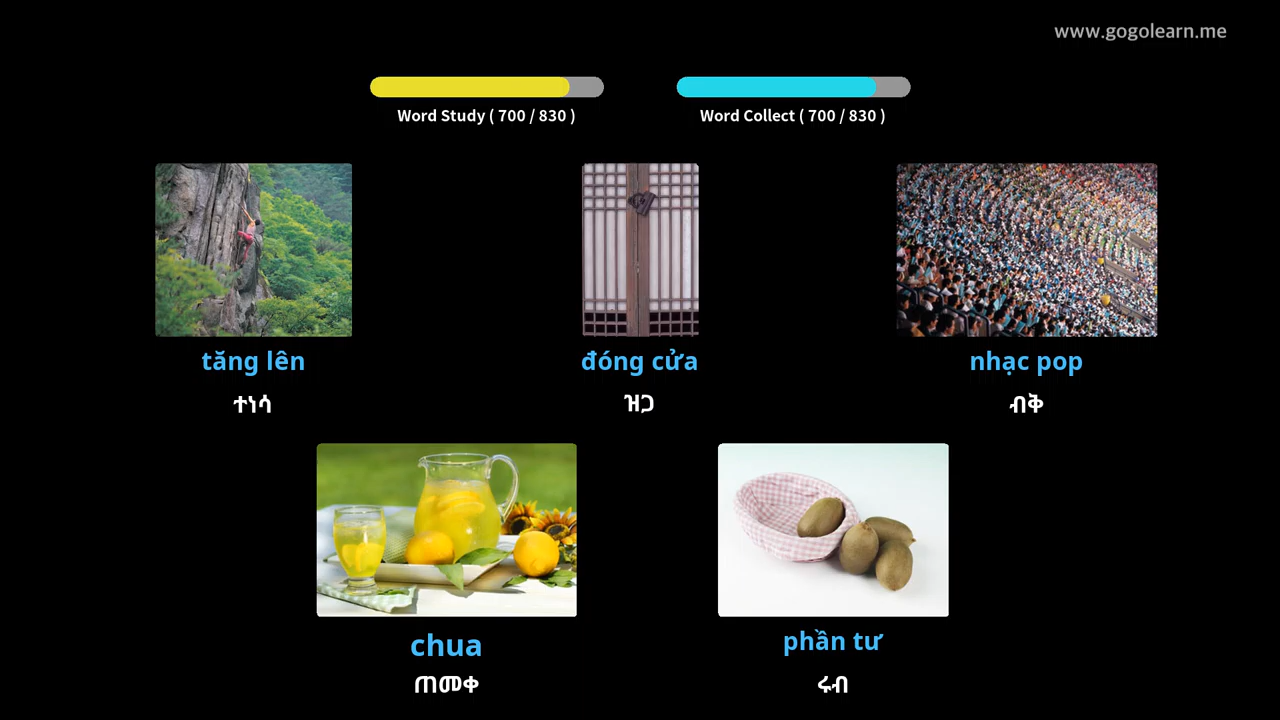 www.gogolearn.me
Word Study ( 700 / 830 )
Word Collect ( 700 / 830 )
tăng lên
ተነሳ
đóng cửa
ዝጋ
nhạc pop
ብቅ
chua
ጠመቀ
phần tư
ሩብ